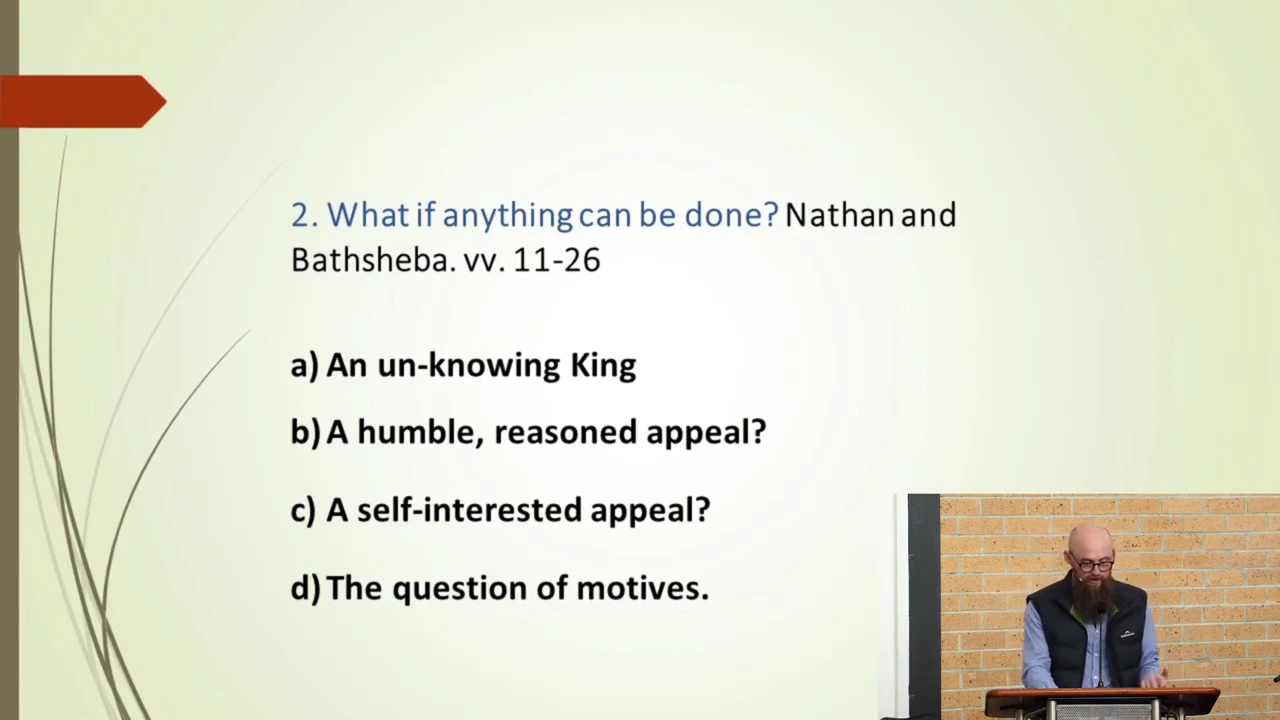 2. What if anything can be done? Nathan and
Bathsheba. vv. 11-26
a) An un-knowing King
b) A humble, reasoned appeal?
c) A self-interested appeal?
d) The question of motives.